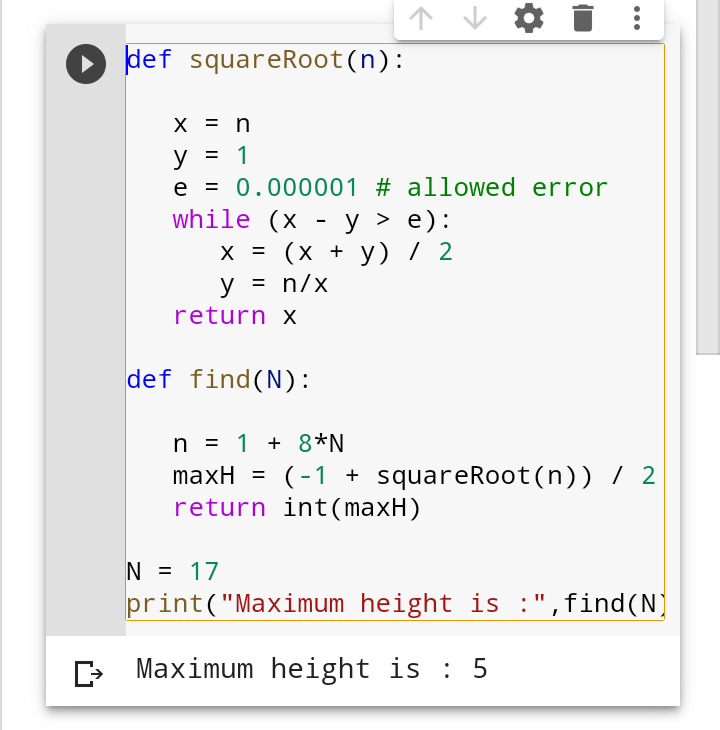 def squareRoot(n):
x = n
y = 1
e = 0.000001 # allowed error
while (x - y > e):
x = (x + y) / 2
y = n/x
return x
def find(N):
n = 1 + 8*N
maxH = (-1 + squareRoot(n)) / 2
return int(maxH)
N = 17
print("Maximum height is :",find(N)
Maximum height is : 5